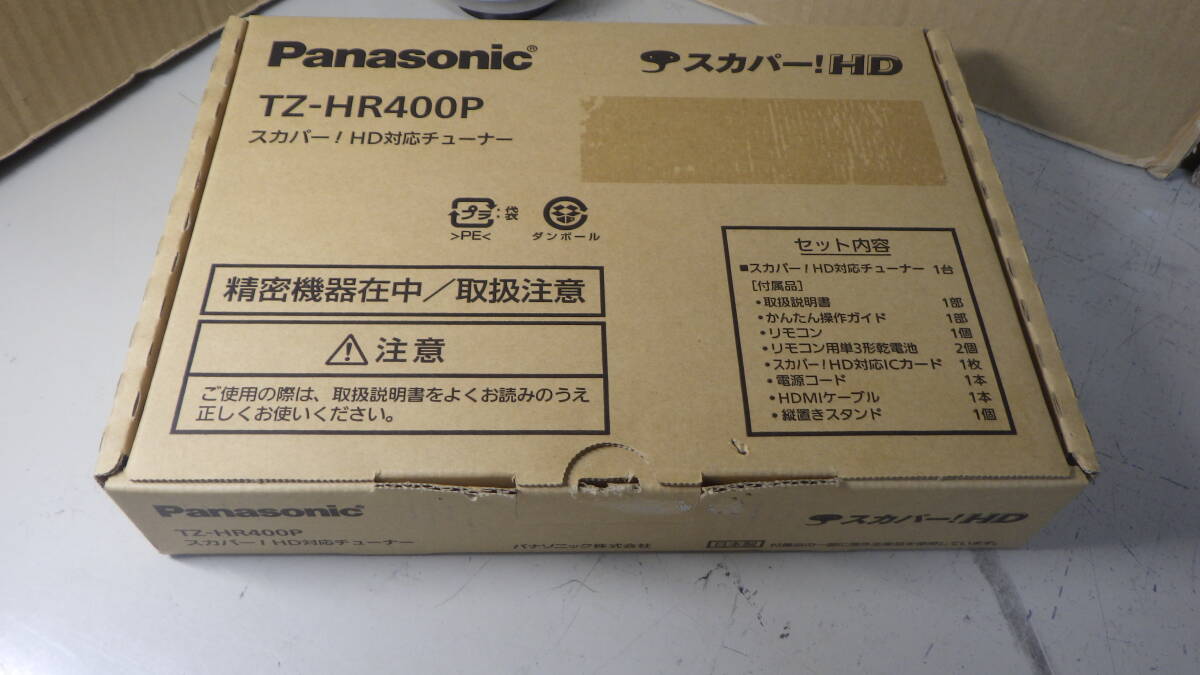 Panasonic®
スカパー!HD
TZ-HR400P
スカパー!HD対応チューナー
プラ:袋
>PE<
ダンボール
精密機器在中/取扱注意
注意
ご使用の際は、取扱説明書をよくお読みのうえ
正しくお使いください。
セット内容
■スカパー!HD対応チューナー 1台
[付属品]
・取扱説明書 1部
・かんたん操作ガイド 1部
・リモコン 1個
・リモコン用単3形乾電池 2個
・スカパー!HD対応ICカード 1枚
・電源コード 1本
・HDMIケーブル 1本
・縦置きスタンド 1個
Panasonic
スカパー!HD
TZ-HR400P
スカパー!HD対応チューナー
パナソニック株式会社
日本製